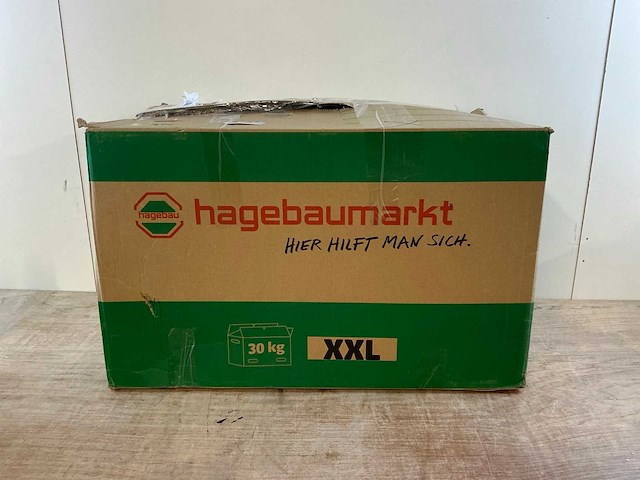 hagebau
hagebaumarkt
HIER HILFT MAN SICH.
30 kg
XXL